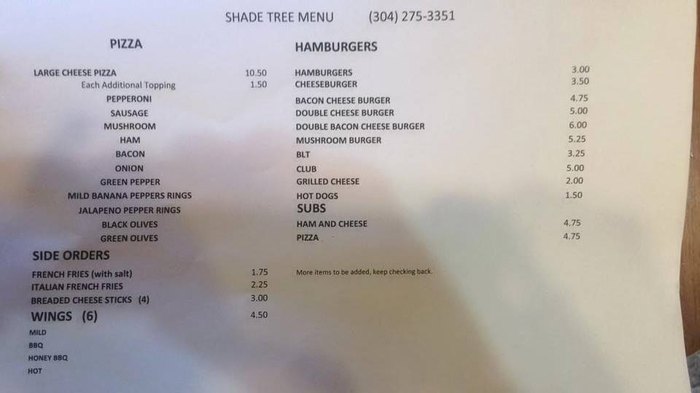 SHADE TREE MENU (304) 275-3351
PIZZA
LARGE CHEESE PIZZA 10.50
Each Additional Topping 1.50
PEPPERONI
SAUSAGE
MUSHROOM
HAM
BACON
ONION
GREEN PEPPER
MILD BANANA PEPPERS RINGS
JALAPENO PEPPER RINGS
BLACK OLIVES
GREEN OLIVES
SIDE ORDERS
FRENCH FRIES (with salt) 1.75
ITALIAN FRENCH FRIES 2.25
BREADED CHEESE STICKS (4) 3.00
WINGS (6) 4.50
MILD
BBQ
HONEY BBQ
HOT
HAMBURGERS
HAMBURGERS 3.00
CHEESEBURGER 3.50
BACON CHEESE BURGER 4.75
DOUBLE CHEESE BURGER 5.00
DOUBLE BACON CHEESE BURGER 6.00
MUSHROOM BURGER 5.25
BLT 3.25
CLUB 5.00
GRILLED CHEESE 2.00
HOT DOGS 1.50
SUBS
HAM AND CHEESE 4.75
PIZZA 4.75
More items to be added, keep checking back.